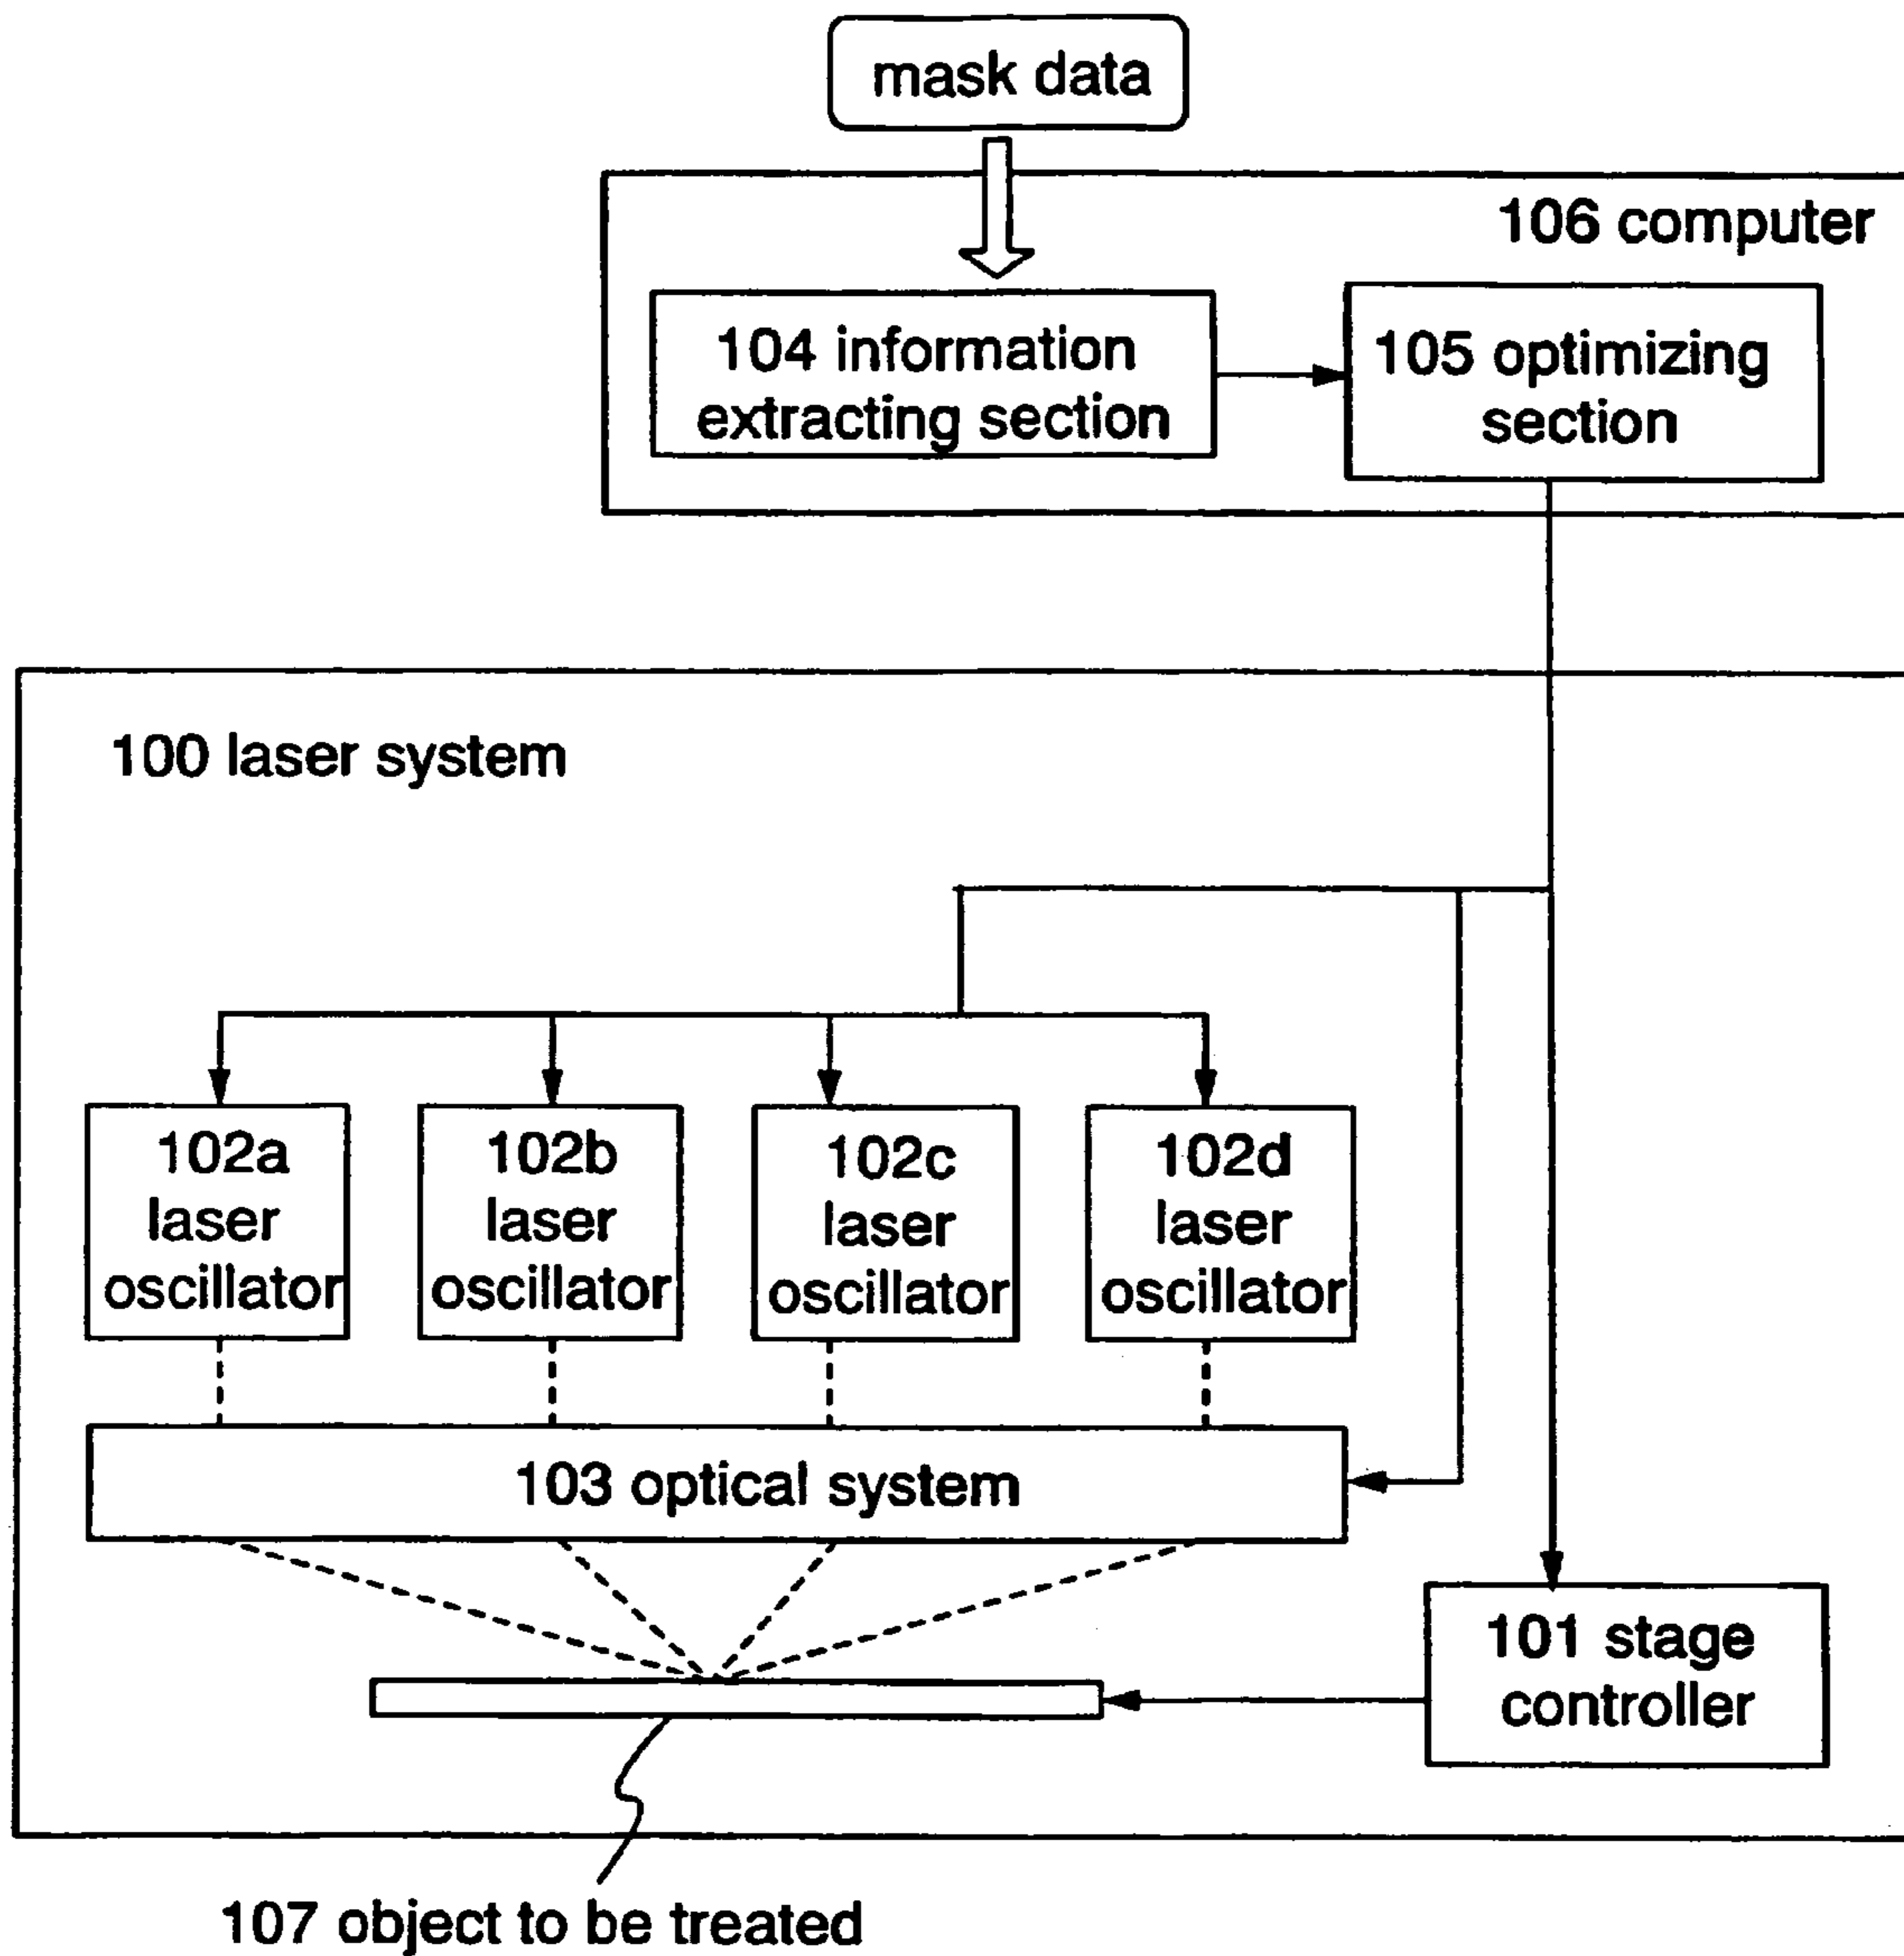 mask data
106 computer
104 information
extracting section
105 optimizing
section
100 laser system
102a
laser
oscillator
102b
laser
oscillator
102c
laser
oscillator
102d
laser
oscillator
103 optical system
101 stage
controller
107 object to be treated